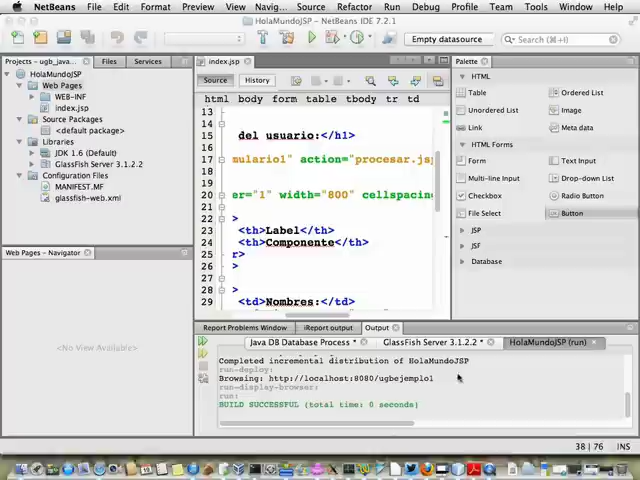 NetBeans File Edit View Navigate Source Refactor Run Debug Profile Team Tools Window Help
HolaMundoJSP - NetBeans IDE 7.2.1
Empty datasource
Search (⌘+I)
Projects - ugb_java...
Files
Services
HolaMundoJSP
Web Pages
WEB-INF
index.jsp
Source Packages
<default package>
Libraries
JDK 1.6 (Default)
GlassFish Server 3.1.2.2
Configuration Files
MANIFEST.MF
glassfish-web.xml
Web Pages - Navigator
<No View Available>
index.jsp
Source History
html body form table tbody tr td
13
14
15 del usuario:</h1>
16
17 mulario1" action="procesar.jsp
18
19
20 er="1" width="800" cellspacing
21
22 >
23 <th>Label</th>
24 <th>Componente</th>
25 r>
26 >
27
28 >
29 <td>Nombres:</td>
Palette
HTML
Table
Ordered List
Unordered List
Image
Link
Meta data
HTML Forms
Form
Text Input
Multi-line Input
Drop-down List
Checkbox
Radio Button
File Select
Button
JSP
JSF
Database
Report Problems Window
iReport output
Output
Java DB Database Process
GlassFish Server 3.1.2.2
HolaMundoJSP (run)
Completed incremental distribution of HolaMundoJSP
run-deploy:
Browsing: http://localhost:8080/ugbejemplo1
run-display-browser:
run:
BUILD SUCCESSFUL (total time: 0 seconds)
38 | 76 INS